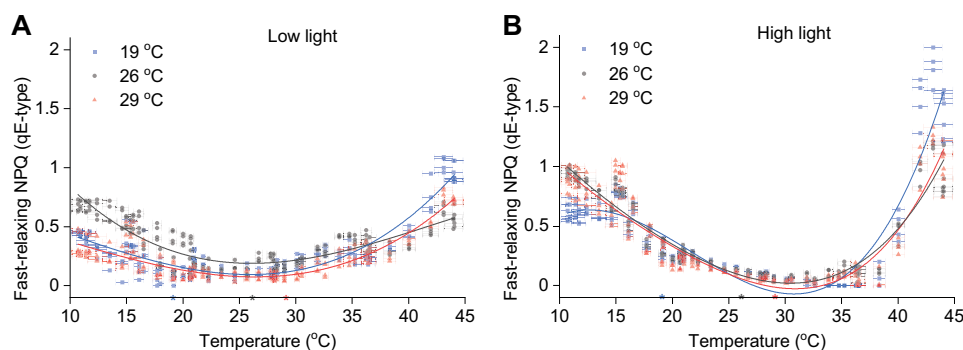 A
Low light
19 °C
26 °C
29 °C
Fast-relaxing NPQ (qE-type)
2
1.5
1
0.5
0
10 15 20 25 30 35 40 45
* * *
Temperature (°C)
B
High light
19 °C
26 °C
29 °C
Fast-relaxing NPQ (qE-type)
2
1.5
1
0.5
0
10 15 20 25 30 35 40 45
* * *
Temperature (°C)